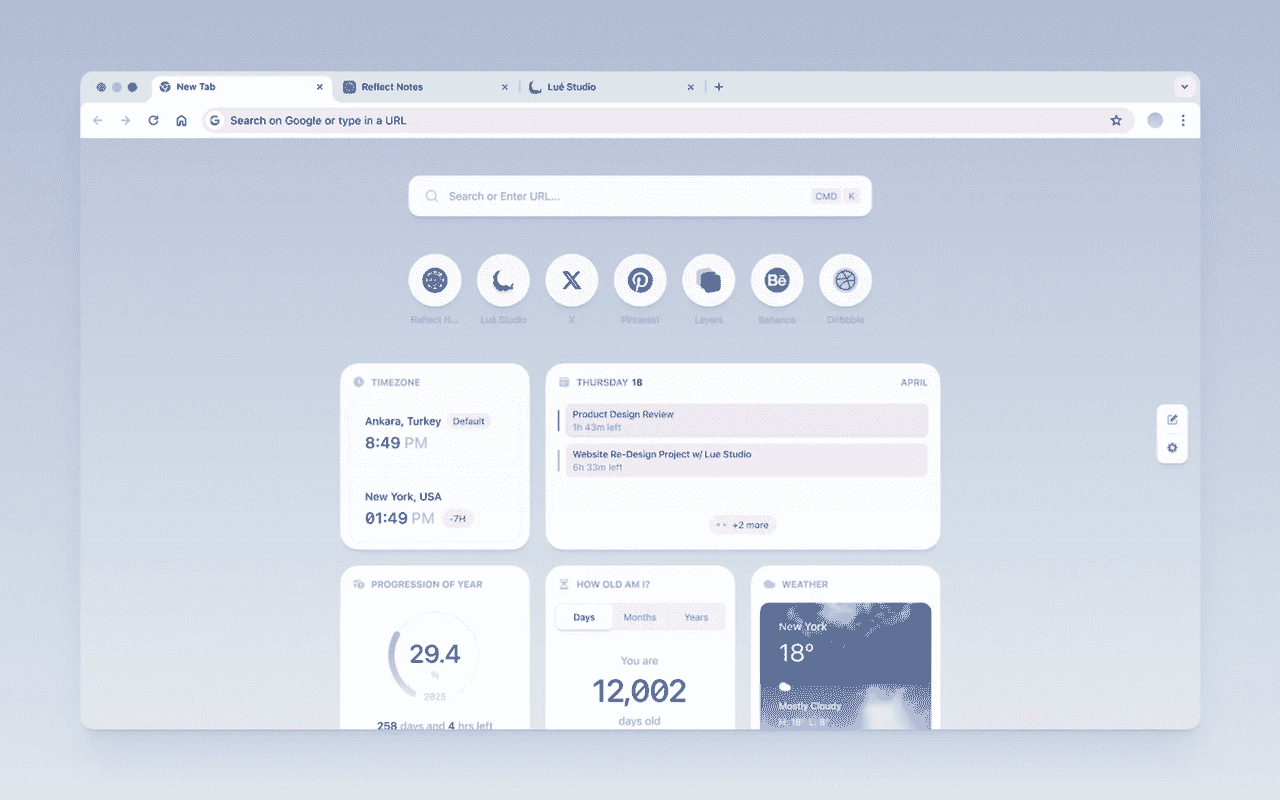 New Tab
Reflect Notes
Lué Studio
Search on Google or type in a URL
Search or Enter URL...
CMD K
Bē
Reflect N...
Lué Studio
X
Pinterest
Layers
Behance
Dribbble
TIMEZONE
Ankara, Turkey Default
8:49 PM
New York, USA
01:49 PM -7H
THURSDAY 18
APRIL
Product Design Review
1h 43m left
Website Re-Design Project w/ Lue Studio
6h 33m left
+2 more
PROGRESSION OF YEAR
29.4
%
2025
258 days and 4 hrs left
HOW OLD AM I?
Days Months Years
You are
12,002
days old
WEATHER
New York
18°
Mostly Cloudy